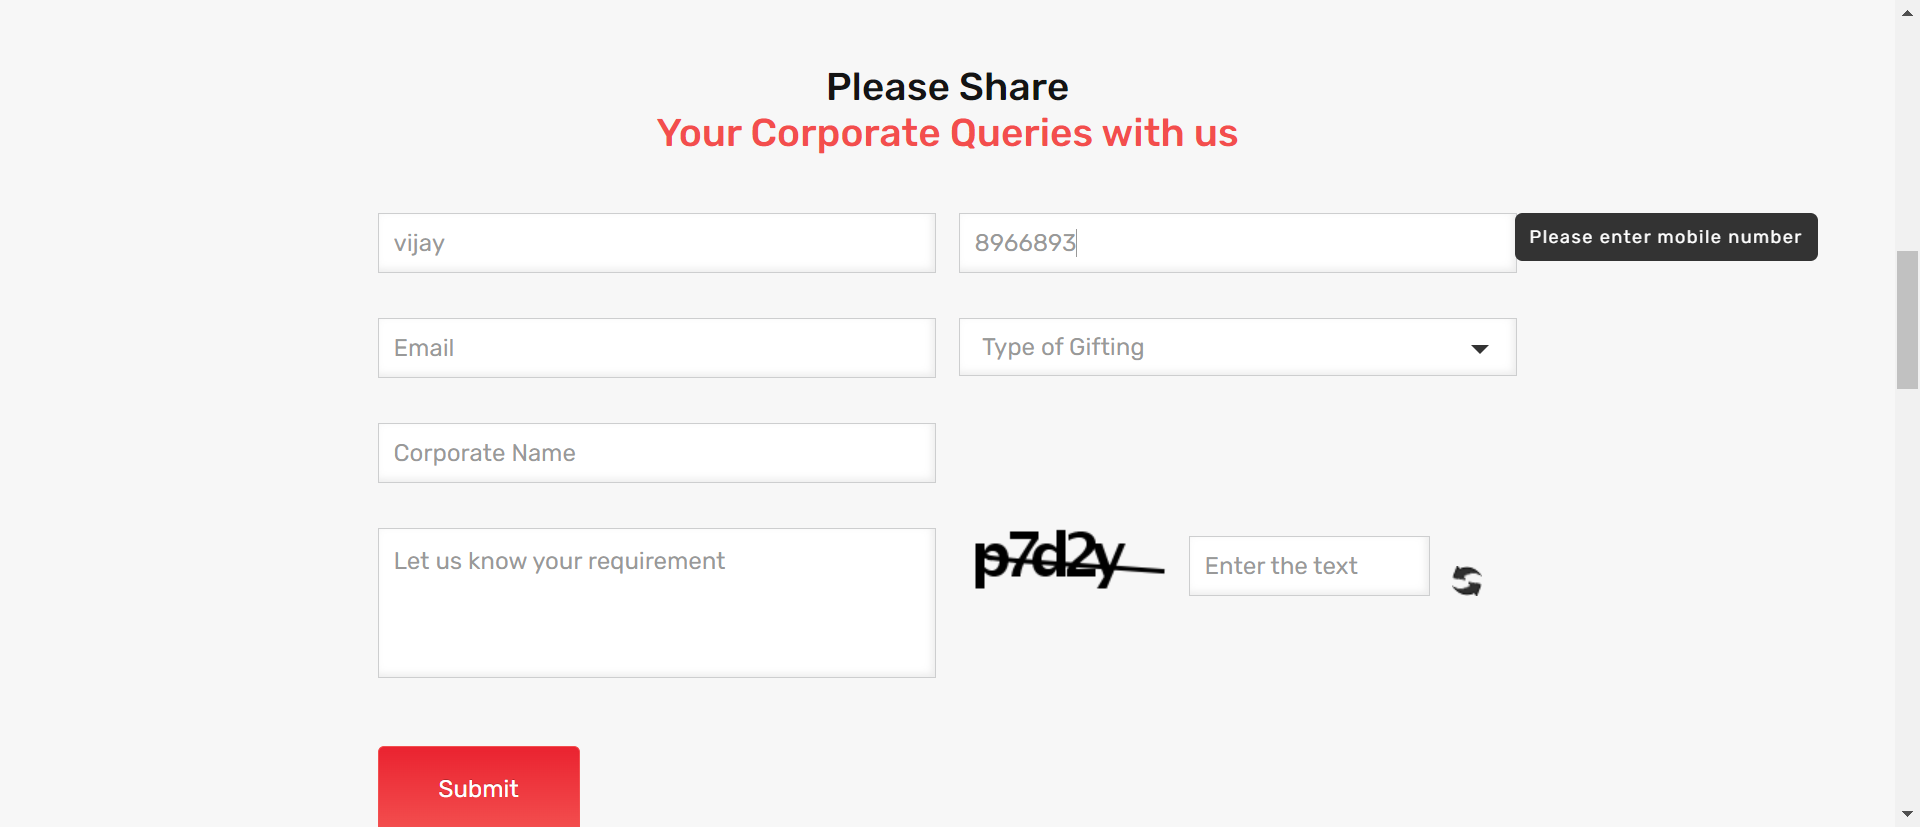 Please Share
Your Corporate Queries with us
vijay
8966893
Please enter mobile number
Email
Type of Gifting
Corporate Name
Let us know your requirement
p7d2y
Enter the text
Submit